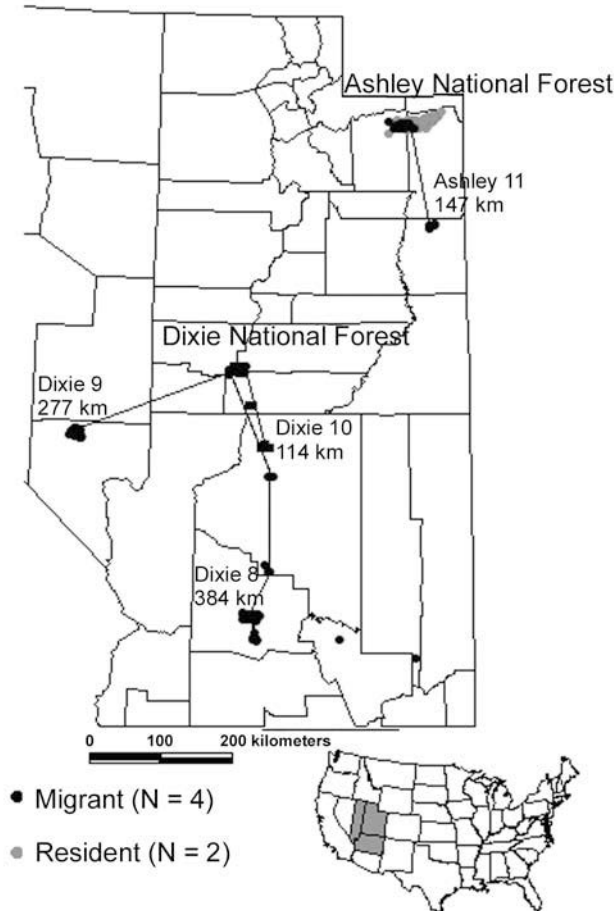 Ashley National Forest
Ashley 11
147 km
Dixie National Forest
Dixie 9
277 km
Dixie 10
114 km
Dixie 8
384 km
0 100 200 kilometers
Migrant (N = 4)
Resident (N = 2)